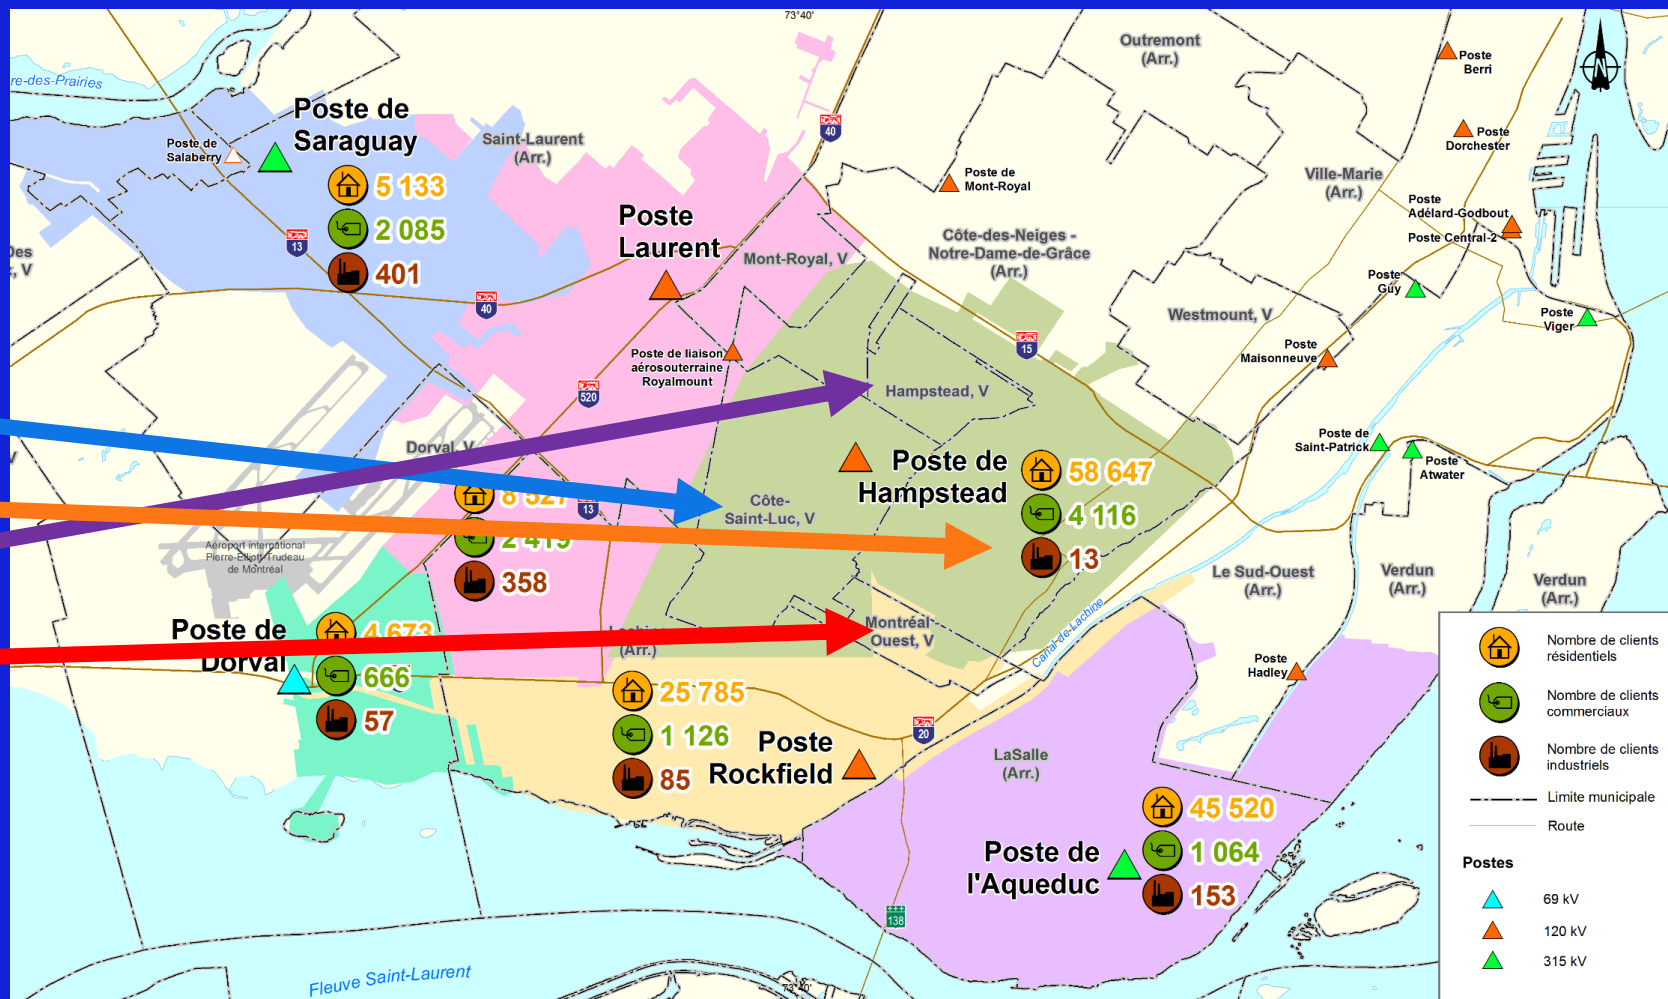 73°40'
re-des-Prairies
Poste de
Saraguay
Poste de
Salaberry
5 133
2 085
401
13
Saint-Laurent
(Arr.)
40
Outremont
(Arr.)
Poste
Berri
Poste
Dorchester
Ville-Marie
(Arr.)
Poste de
Mont-Royal
Poste
Adélard-Godbout
Poste Central-2
Poste
Laurent
Mont-Royal, V
Côte-des-Neiges -
Notre-Dame-de-Grâce
(Arr.)
Des
, V
Poste
Guy
Westmount, V
Poste
Viger
40
Poste
Maisonneuve
15
Poste de liaison
aérosouterraine
Royalmount
520
Hampstead, V
Dorval, V
V
Poste de
Saint-Patrick
Poste
Atwater
Poste de
Hampstead
58 647
4 116
13
8 527
2 419
358
13
Côte-
Saint-Luc, V
Aéroport international
Pierre-Elliott-Trudeau
de Montréal
Le Sud-Ouest
(Arr.)
Verdun
(Arr.)
Verdun
(Arr.)
Canal-de-Lachine
Montréal -
Ouest, V
(Arr.)
Poste de
Dorval
4 673
666
57
Poste
Hadley
25 785
1 126
85
20
Poste
Rockfield
LaSalle
(Arr.)
Poste de
l'Aqueduc
45 520
1 064
153
138
Fleuve Saint-Laurent
73°40'
Nombre de clients
résidentiels
Nombre de clients
commerciaux
Nombre de clients
industriels
Limite municipale
Route
Postes
69 kV
120 kV
315 kV
N